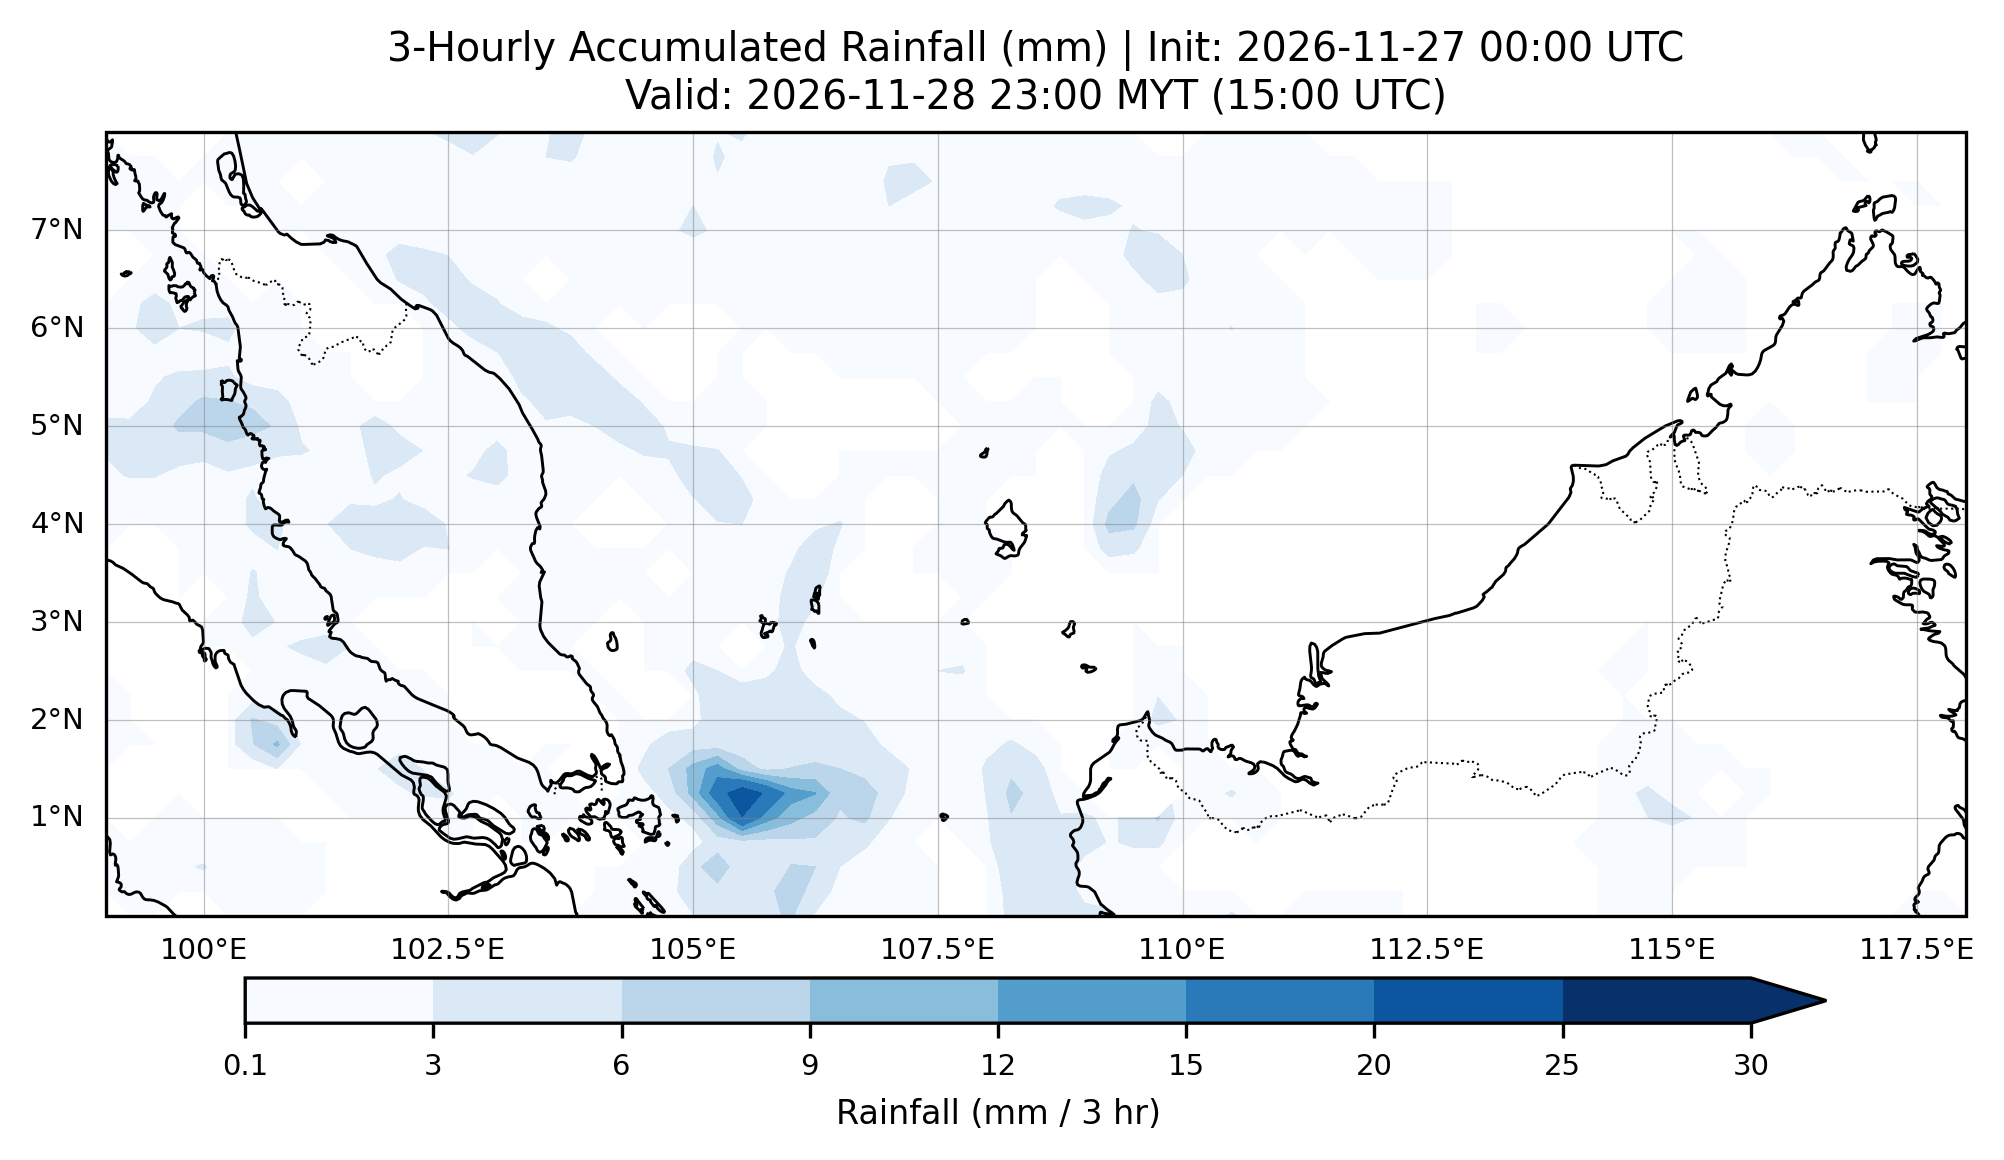 3-Hourly Accumulated Rainfall (mm) | Init: 2026-11-27 00:00 UTC
Valid: 2026-11-28 23:00 MYT (15:00 UTC)
7°N
6°N
5°N
4°N
3°N
2°N
1°N
100°E 102.5°E 105°E 107.5°E 110°E 112.5°E 115°E 117.5°E
0.1 3 6 9 12 15 20 25 30
Rainfall (mm / 3 hr)